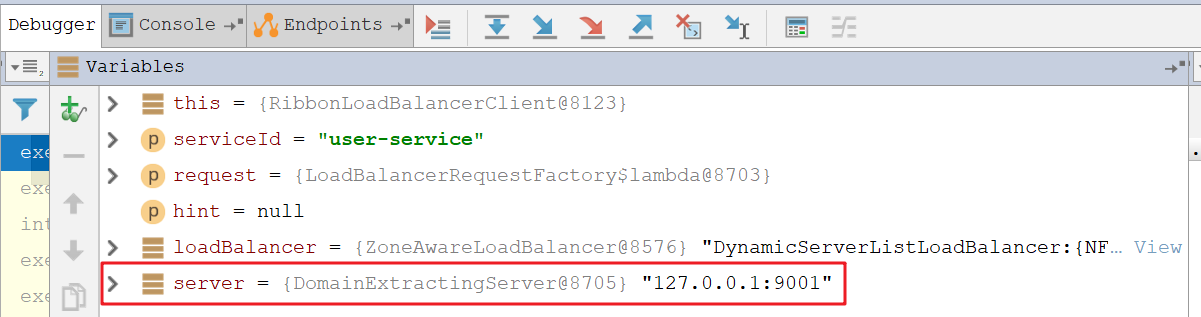 Debugger Console Endpoints
2 Variables
this = {RibbonLoadBalancerClient@8123}
p serviceId = "user-service"
exe
p request = {LoadBalancerRequestFactory$lambda@8703}
exe
p hint = null
int
loadBalancer = {ZoneAwareLoadBalancer@8576} "DynamicServerListLoadBalancer:{NF... View
exe
server = {DomainExtractingServer@8705} "127.0.0.1:9001"
exe